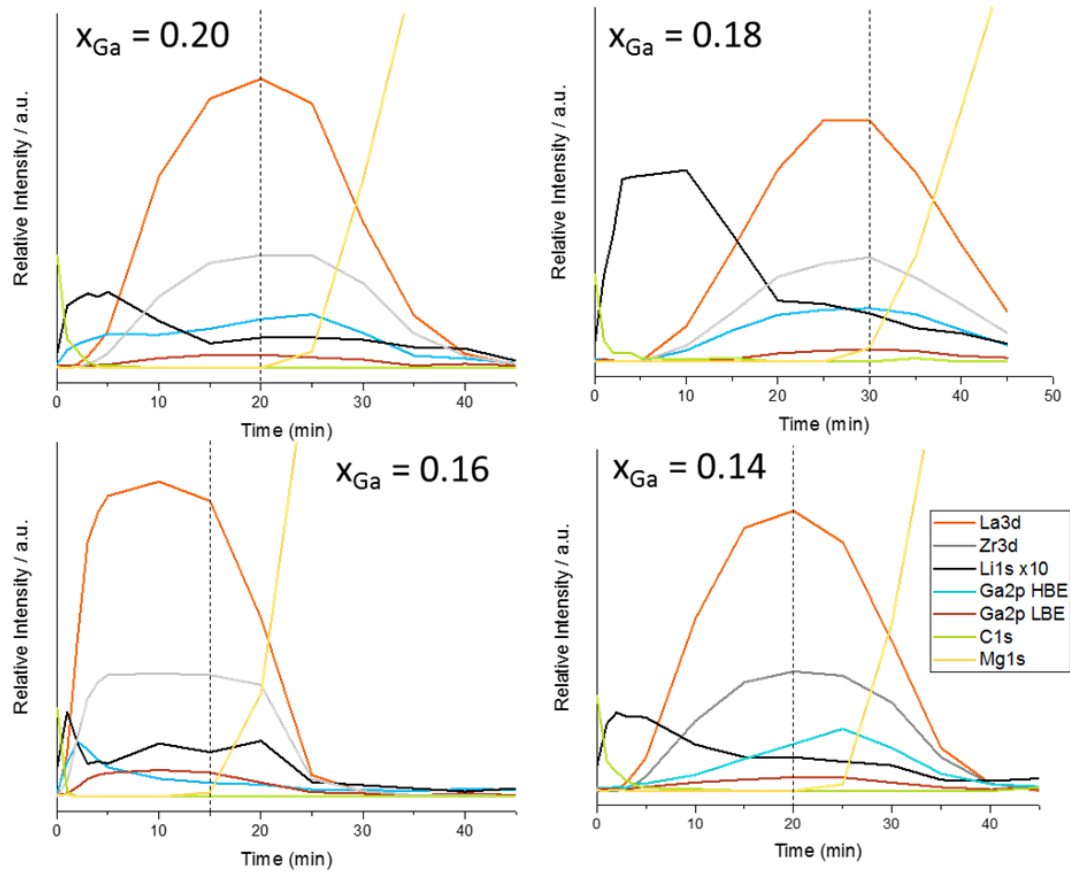 xGa = 0.20
Relative Intensity / a.u.
0 10 20 30 40
Time (min)
xGa = 0.18
Relative Intensity / a.u.
0 10 20 30 40 50
Time (min)
xGa = 0.16
Relative Intensity / a.u.
0 10 20 30 40
Time (min)
xGa = 0.14
Relative Intensity / a.u.
0 10 20 30 40
Time (min)
La3d
Zr3d
Li1s x10
Ga2p HBE
Ga2p LBE
C1s
Mg1s